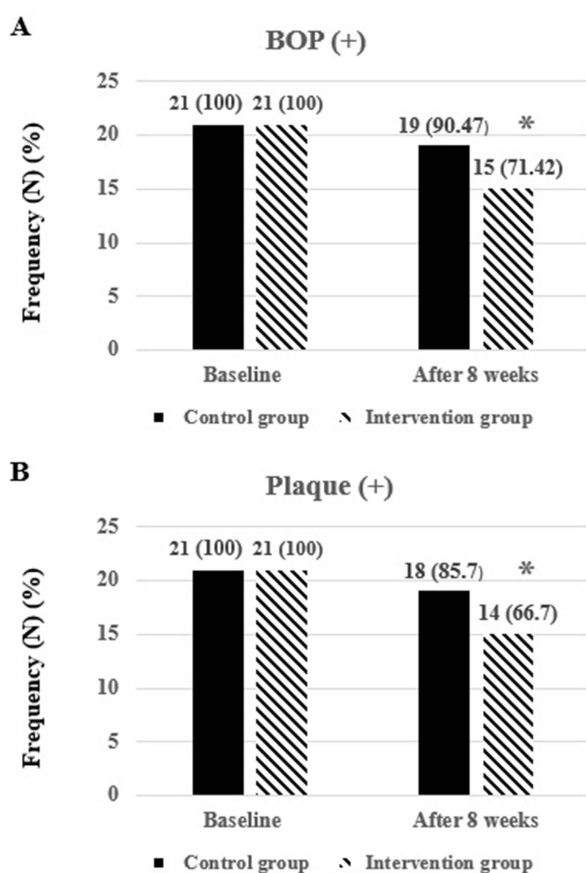 A
BOP (+)
Frequency (N) (%)
25
20
15
10
5
0
21 (100) 21 (100)
19 (90.47) *
15 (71.42)
Baseline After 8 weeks
Control group Intervention group
B
Plaque (+)
Frequency (N) (%)
25
20
15
10
5
0
21 (100) 21 (100)
18 (85.7) *
14 (66.7)
Baseline After 8 weeks
Control group Intervention group